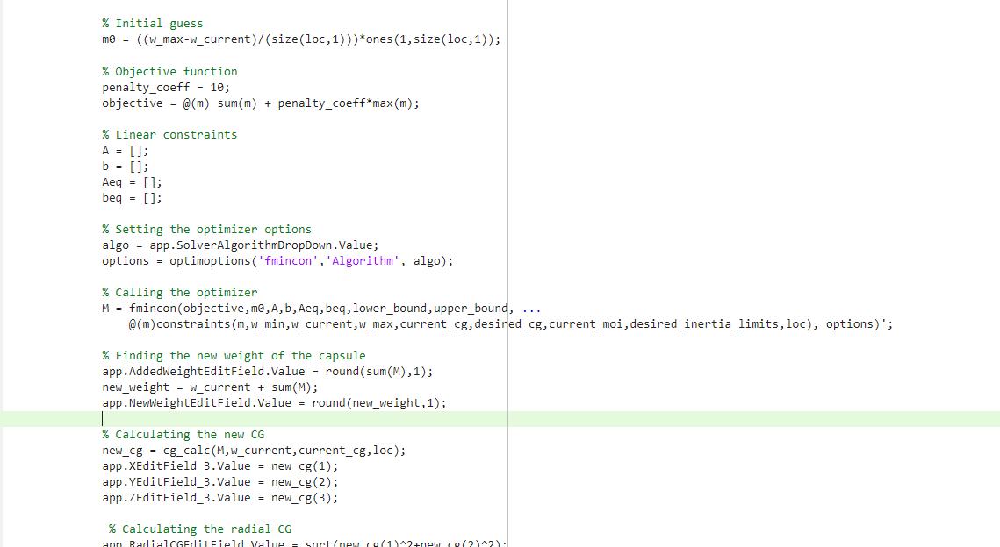 % Initial guess
m0 = ((w_max-w_current)/(size(loc,1)))*ones(1,size(loc,1));
% Objective function
penalty_coeff = 10;
objective = @(m) sum(m) + penalty_coeff*max(m);
% Linear constraints
A = [];
b = [];
Aeq = [];
beq = [];
% Setting the optimizer options
algo = app.SolverAlgorithmDropDown.Value;
options = optimoptions('fmincon','Algorithm', algo);
% Calling the optimizer
M = fmincon(objective,m0,A,b,Aeq,beq,lower_bound,upper_bound, ...
@(m)constraints(m,w_min,w_current,w_max,current_cg,desired_cg,current_moi,desired_inertia_limits,loc), options)';
% Finding the new weight of the capsule
app.AddedWeightEditField.Value = round(sum(M),1);
new_weight = w_current + sum(M);
app.NewWeightEditField.Value = round(new_weight,1);
% Calculating the new CG
new_cg = cg_calc(M,w_current,current_cg,loc);
app.XEditField_3.Value = new_cg(1);
app.YEditField_3.Value = new_cg(2);
app.ZEditField_3.Value = new_cg(3);
% Calculating the radial CG
app.RadialCGEditField.Value = sqrt(new_cg(1)^2+new_cg(2)^2);